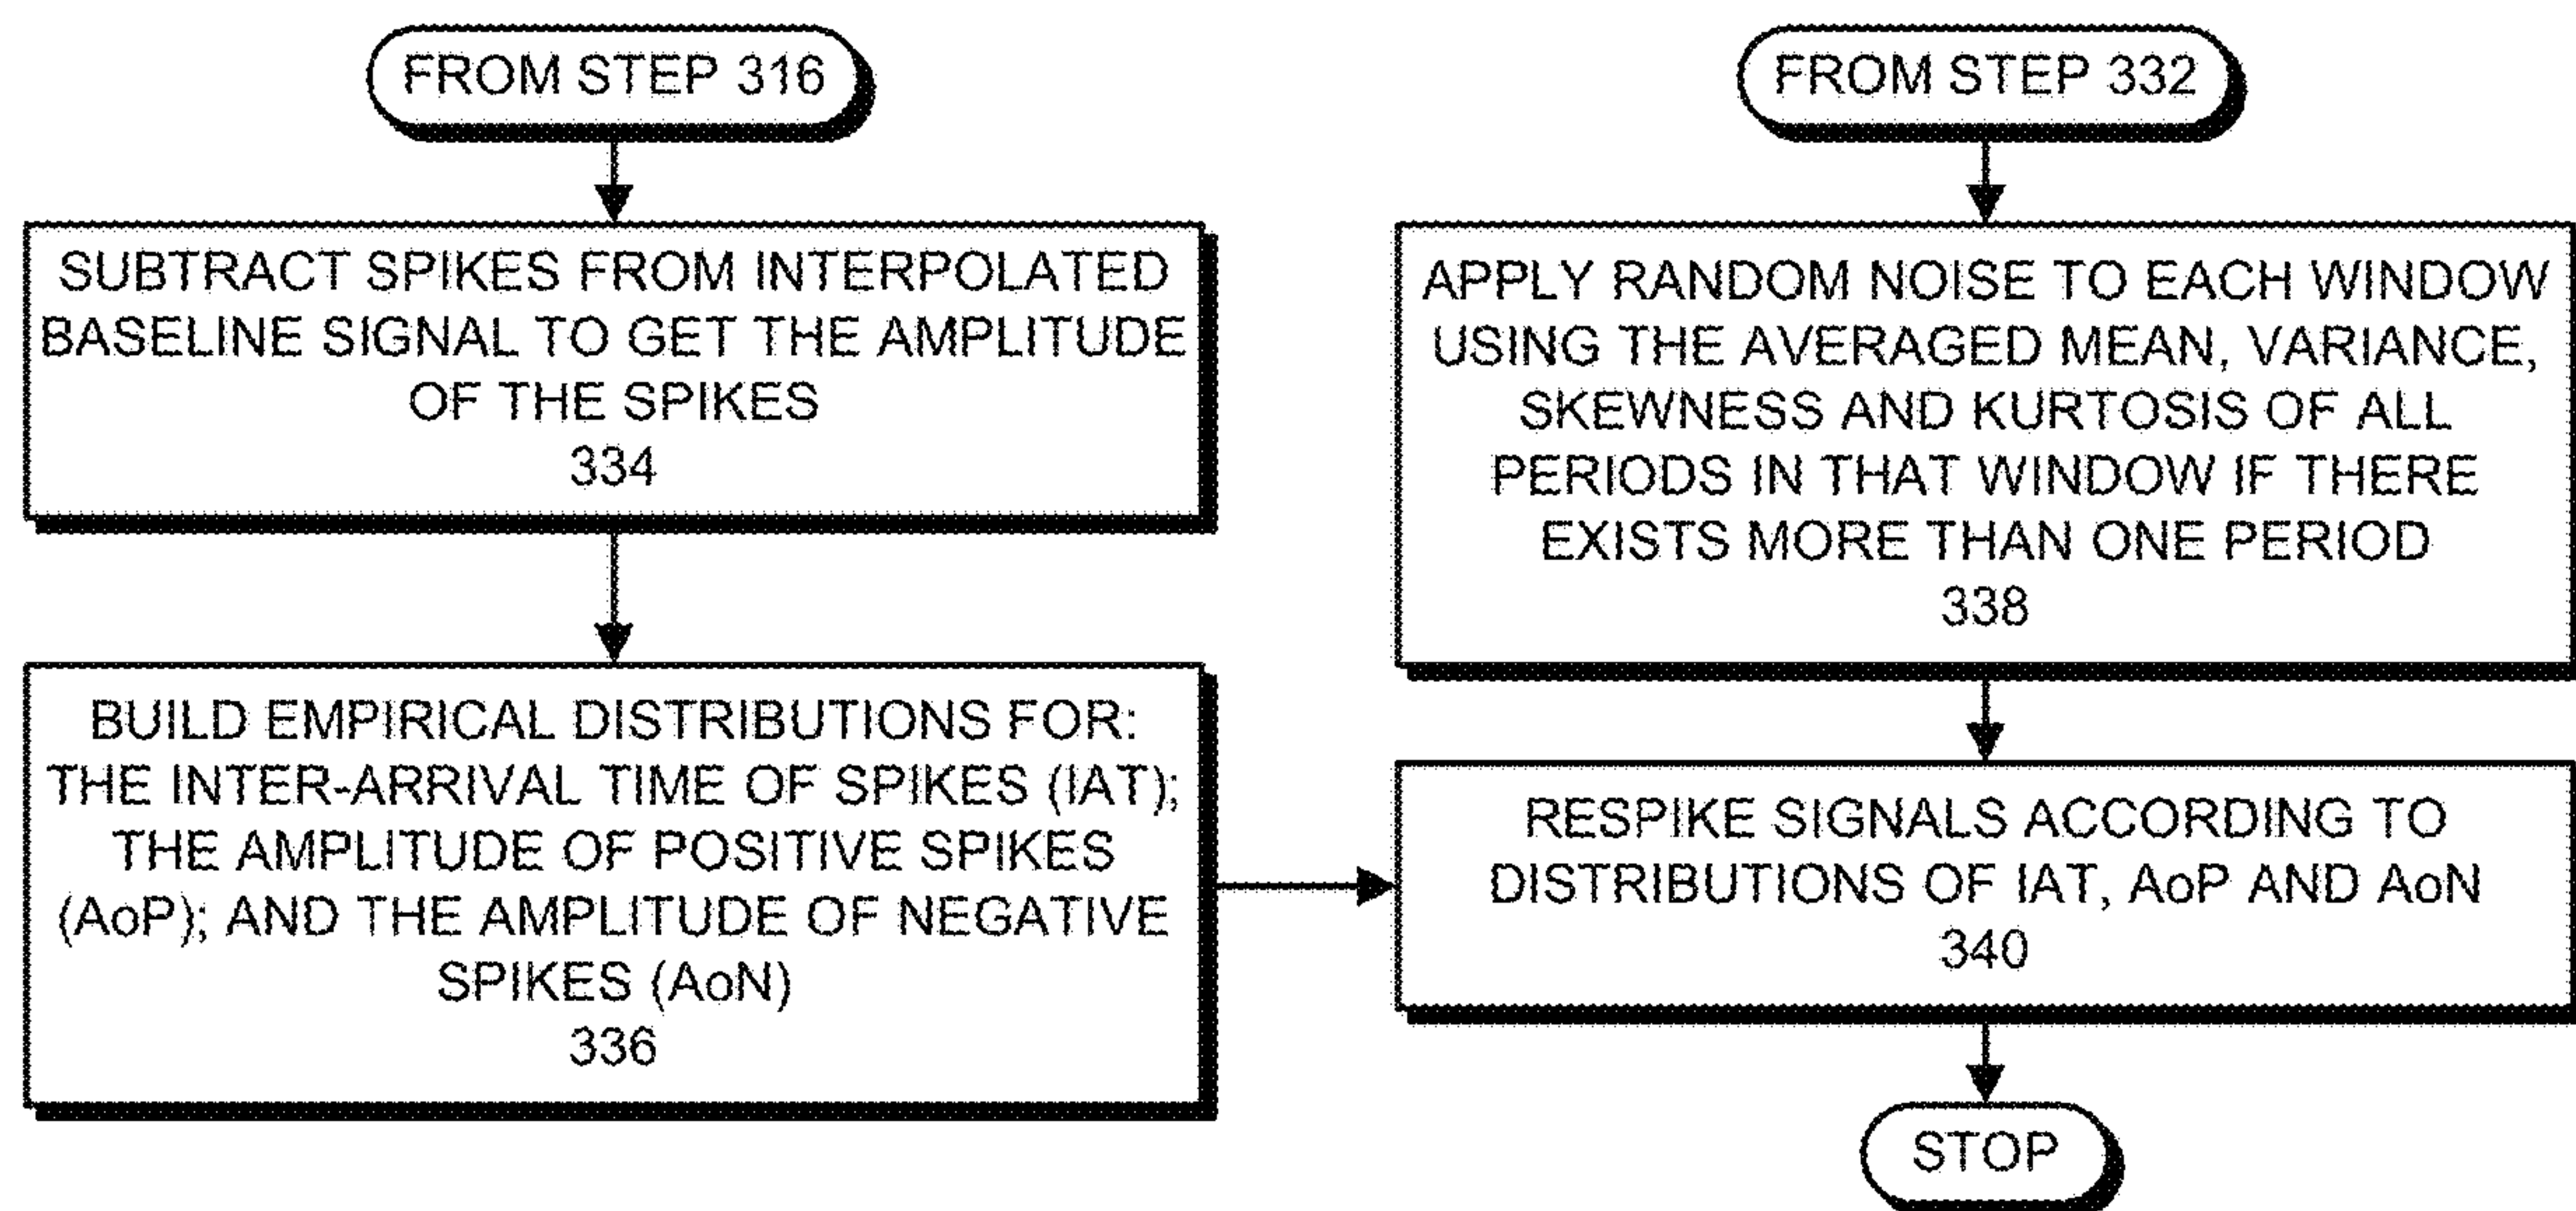 FROM STEP 316
SUBTRACT SPIKES FROM INTERPOLATED
BASELINE SIGNAL TO GET THE AMPLITUDE
OF THE SPIKES
334
BUILD EMPIRICAL DISTRIBUTIONS FOR:
THE INTER-ARRIVAL TIME OF SPIKES (IAT);
THE AMPLITUDE OF POSITIVE SPIKES
(AoP); AND THE AMPLITUDE OF NEGATIVE
SPIKES (AoN)
336
FROM STEP 332
APPLY RANDOM NOISE TO EACH WINDOW
USING THE AVERAGED MEAN, VARIANCE,
SKEWNESS AND KURTOSIS OF ALL
PERIODS IN THAT WINDOW IF THERE
EXISTS MORE THAN ONE PERIOD
338
RESPIKE SIGNALS ACCORDING TO
DISTRIBUTIONS OF IAT, AoP AND AoN
340
STOP